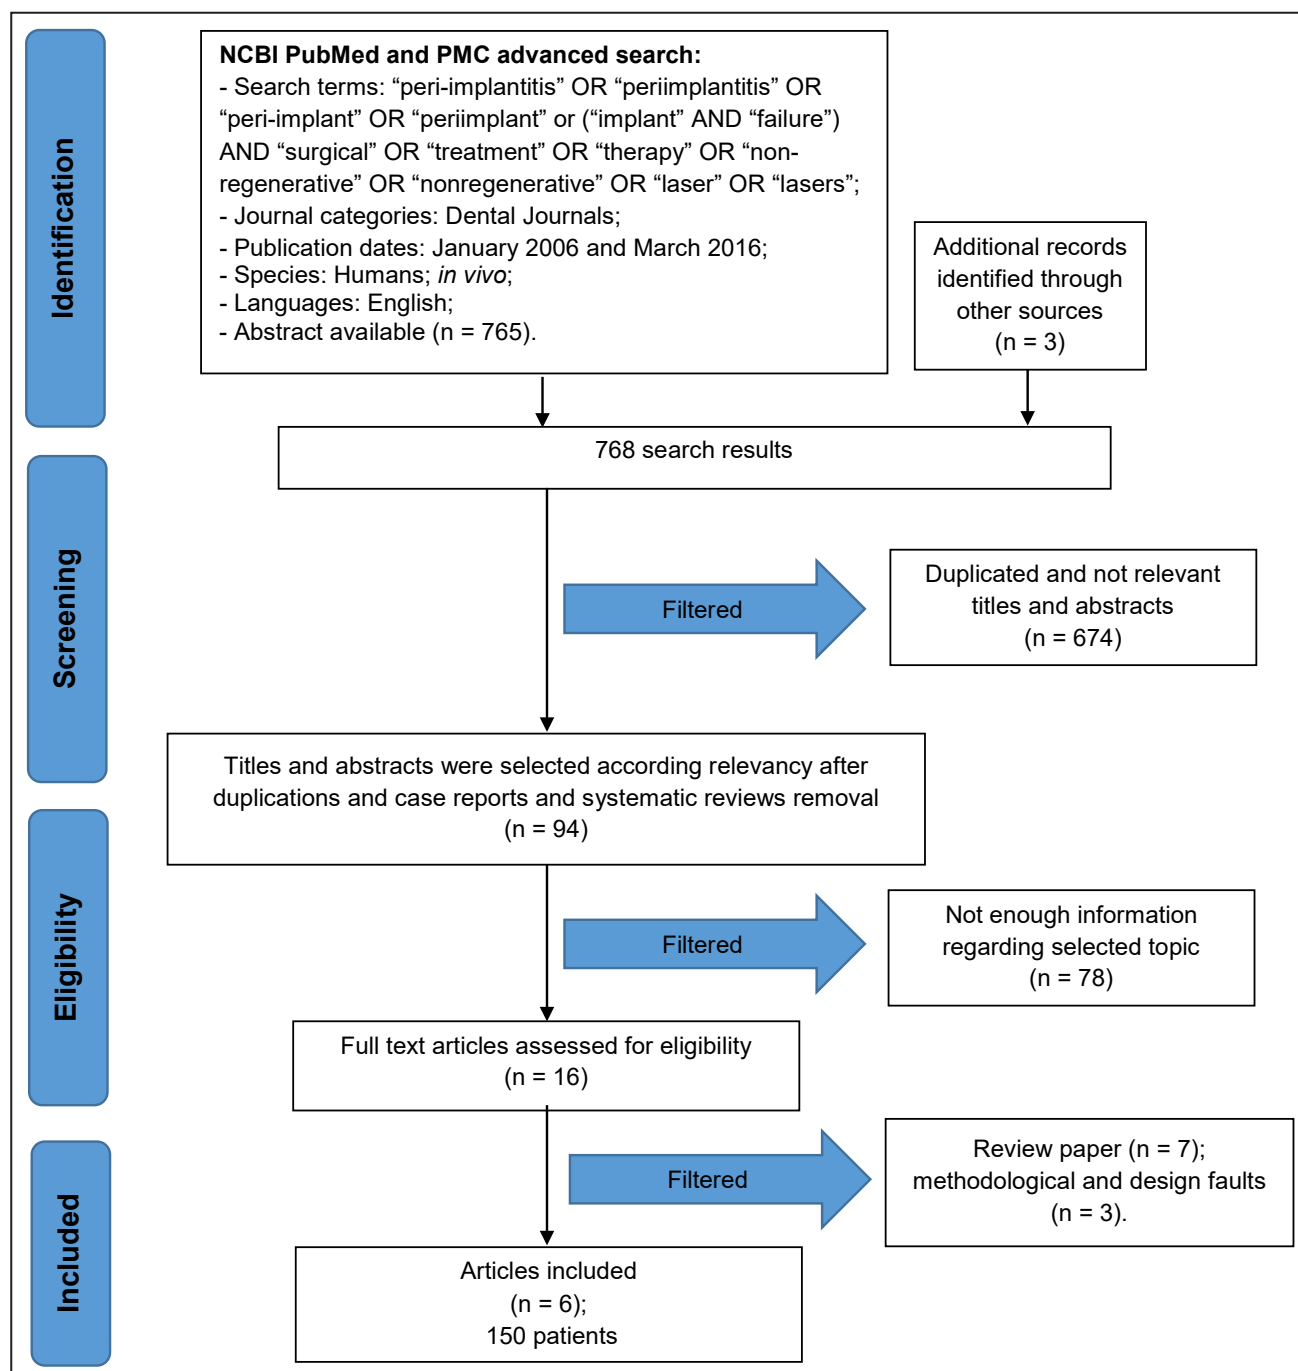 Identification
NCBI PubMed and PMC advanced search:
- Search terms: “peri-implantitis” OR “periimplantitis” OR
“peri-implant” OR “periimplant” or (“implant” AND “failure”)
AND “surgical” OR “treatment” OR “therapy” OR “non-
regenerative” OR “nonregenerative” OR “laser” OR “lasers”;
- Journal categories: Dental Journals;
- Publication dates: January 2006 and March 2016;
- Species: Humans; in vivo;
- Languages: English;
- Abstract available (n = 765).
Additional records
identified through
other sources
(n = 3)
768 search results
Screening
Filtered
Duplicated and not relevant
titles and abstracts
(n = 674)
Titles and abstracts were selected according relevancy after
duplications and case reports and systematic reviews removal
(n = 94)
Eligibility
Filtered
Not enough information
regarding selected topic
(n = 78)
Full text articles assessed for eligibility
(n = 16)
Included
Filtered
Review paper (n = 7);
methodological and design faults
(n = 3).
Articles included
(n = 6);
150 patients